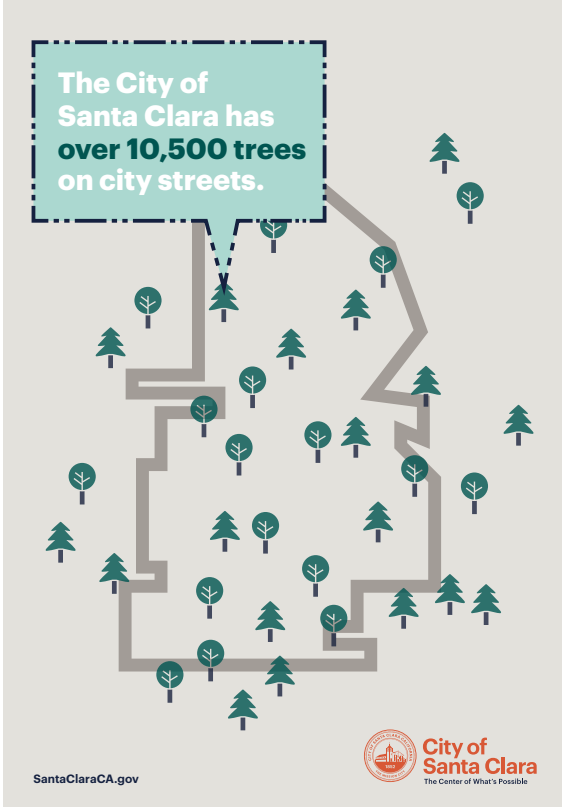 The City of
Santa Clara has
over 10,500 trees
on city streets.
SantaClaraCA.gov
City of
Santa Clara
The Center of What's Possible
1852